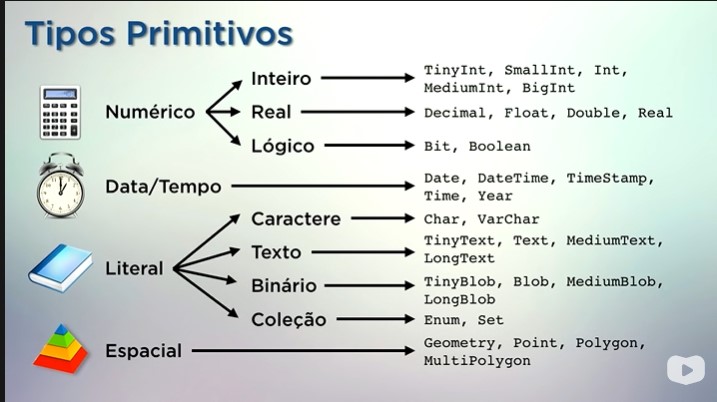 Tipos Primitivos
Numérico
Inteiro
TinyInt, SmallInt, Int,
MediumInt, BigInt
Real
Decimal, Float, Double, Real
Lógico
Bit, Boolean
Data/Tempo
Date, DateTime, TimeStamp,
Time, Year
Literal
Caractere
Char, VarChar
Texto
TinyText, Text, MediumText,
LongText
Binário
TinyBlob, Blob, MediumBlob,
LongBlob
Coleção
Enum, Set
Espacial
Geometry, Point, Polygon,
MultiPolygon